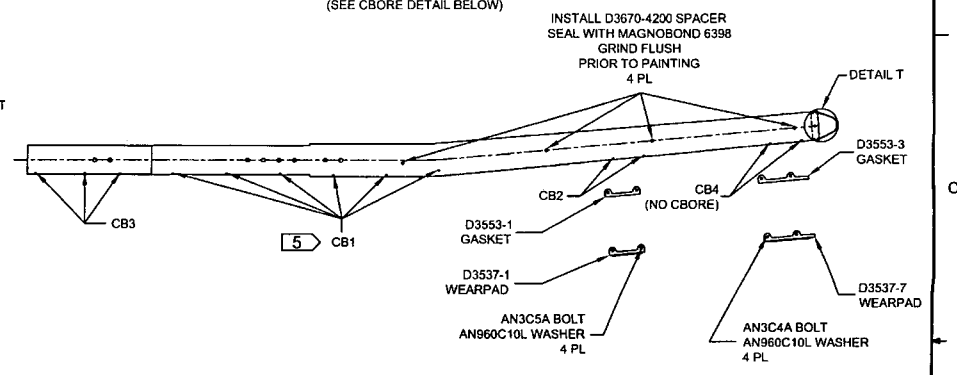 (SEE CBORE DETAIL BELOW)
INSTALL D3670-4200 SPACER
SEAL WITH MAGNOBOND 6398
GRIND FLUSH
PRIOR TO PAINTING
4 PL
DETAIL T
T
D3553-3
GASKET
CB2
CB4
(NO CBORE)
C
CB3
5
CB1
D3553-1
GASKET
D3537-1
WEARPAD
D3537-7
WEARPAD
AN3C5A BOLT
AN960C10L WASHER
4 PL
AN3C4A BOLT
AN960C10L WASHER
4 PL